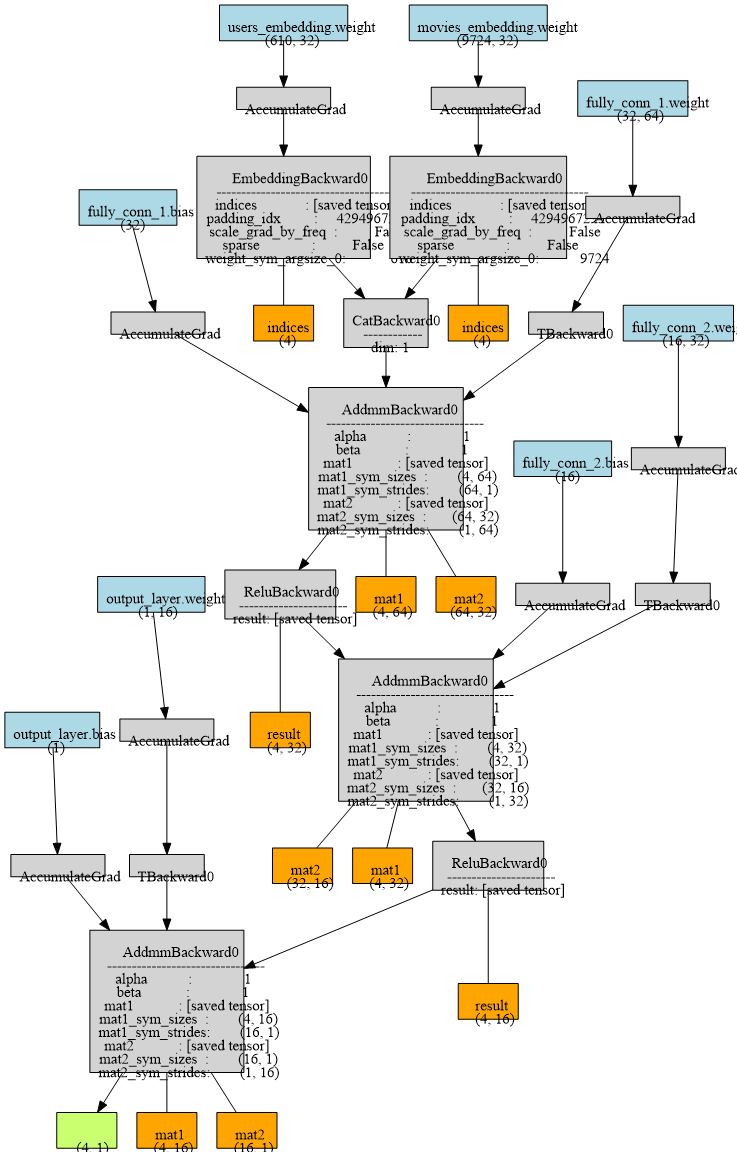 users_embedding.weight
(610, 32)
movies_embedding.weight
(9724, 32)
AccumulateGrad
AccumulateGrad
fully_conn_1.weight
(32, 64)
EmbeddingBackward0
indices : [saved tensor]
padding_idx : 42949672
scale_grad_by_freq : False
sparse : False
weight_sym_argsize_0:
EmbeddingBackward0
indices : [saved tensor]
padding_idx : 42949672
scale_grad_by_freq : False
sparse : False
weight_sym_argsize_0: 9724
fully_conn_1.bias
(32)
AccumulateGrad
AccumulateGrad
indices
(4)
CatBackward0
dim: 1
indices
(4)
TBackward0
fully_conn_2.wei
(16, 32)
AddmmBackward0
alpha : 1
beta : 1
mat1 : [saved tensor]
mat1_sym_sizes : (4, 64)
mat1_sym_strides: (64, 1)
mat2 : [saved tensor]
mat2_sym_sizes : (64, 32)
mat2_sym_strides: (1, 64)
fully_conn_2.bias
(16)
AccumulateGrad
output_layer.weight
(1, 16)
ReluBackward0
result: [saved tensor]
mat1
(4, 64)
mat2
(64, 32)
AccumulateGrad
TBackward0
output_layer.bias
(1)
AccumulateGrad
result
(4, 32)
AddmmBackward0
alpha : 1
beta : 1
mat1 : [saved tensor]
mat1_sym_sizes : (4, 32)
mat1_sym_strides: (32, 1)
mat2 : [saved tensor]
mat2_sym_sizes : (32, 16)
mat2_sym_strides: (1, 32)
AccumulateGrad
TBackward0
mat2
(32, 16)
mat1
(4, 32)
ReluBackward0
result: [saved tensor]
AddmmBackward0
alpha : 1
beta : 1
mat1 : [saved tensor]
mat1_sym_sizes : (4, 16)
mat1_sym_strides: (16, 1)
mat2 : [saved tensor]
mat2_sym_sizes : (16, 1)
mat2_sym_strides: (1, 16)
result
(4, 16)
(4, 1)
mat1
(4, 16)
mat2
(16, 1)